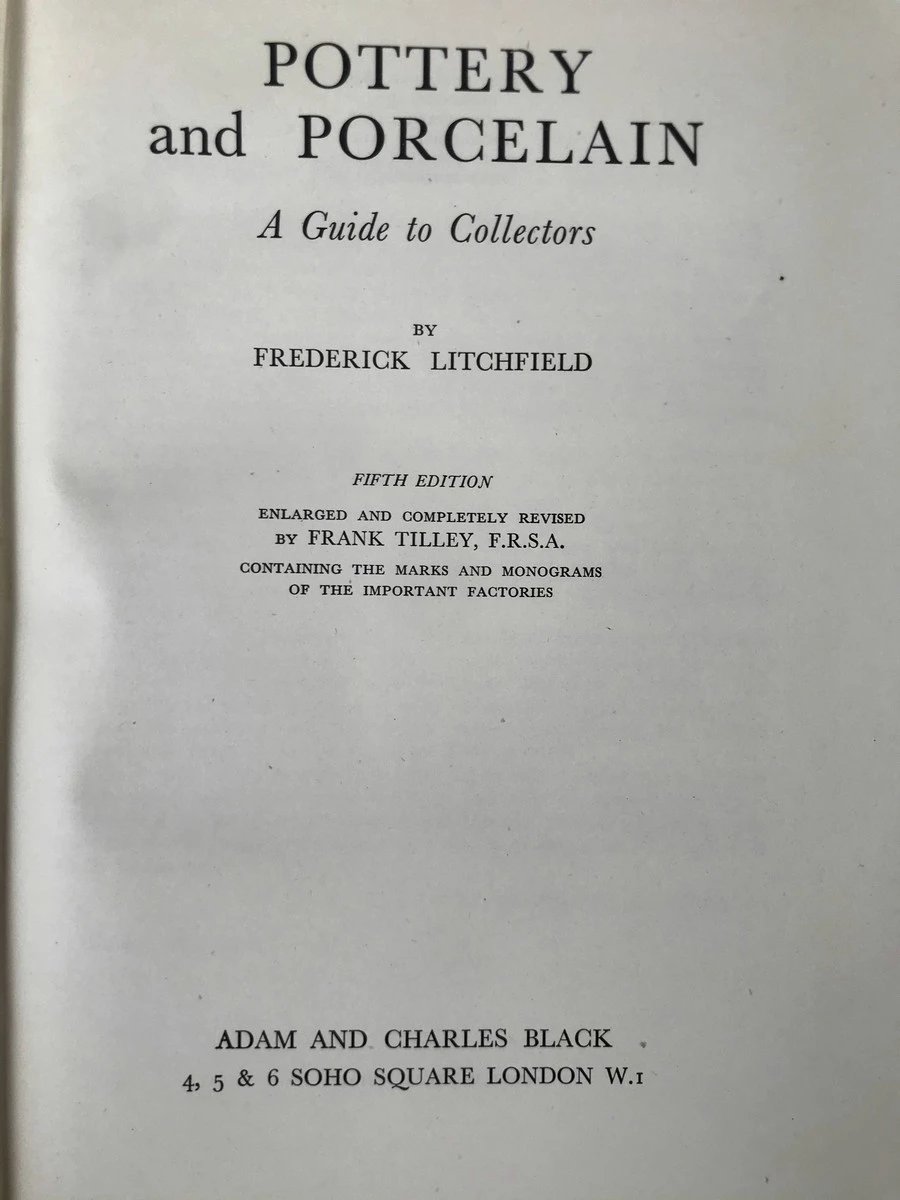 POTTERY
and PORCELAIN
A Guide to Collectors
BY
FREDERICK LITCHFIELD
FIFTH EDITION
ENLARGED AND COMPLETELY REVISED
BY FRANK TILLEY, F.R.S.A.
CONTAINING THE MARKS AND MONOGRAMS
OF THE IMPORTANT FACTORIES
ADAM AND CHARLES BLACK
4, 5 & 6 SOHO SQUARE LONDON W.1